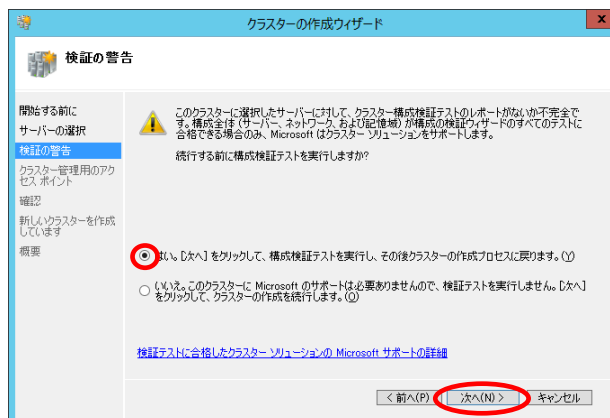 クラスターの作成ウィザード
x
検証の警告
開始する前に
サーバーの選択
検証の警告
クラスター管理用のアク
セス ポイント
確認
新しいクラスターを作成
しています
概要
このクラスターに選択したサーバーに対して、クラスター構成検証テストのレポートがないか不完全で
す。構成全体 (サーバー、ネットワーク、および記憶域) が構成の検証ウィザードのすべてのテストに
合格できる場合のみ、Microsoft はクラスター ソリューションをサポートします。
続行する前に構成検証テストを実行しますか?
はい。[次へ] をクリックして、構成検証テストを実行し、その後クラスターの作成プロセスに戻ります。(Y)
いいえ。このクラスターに Microsoft のサポートは必要ありませんので、検証テストを実行しません。[次へ]
をクリックして、クラスターの作成を続行します。(O)
検証テストに合格したクラスター ソリューションの Microsoft サポートの詳細
< 前へ(P) 次へ(N) > キャンセル